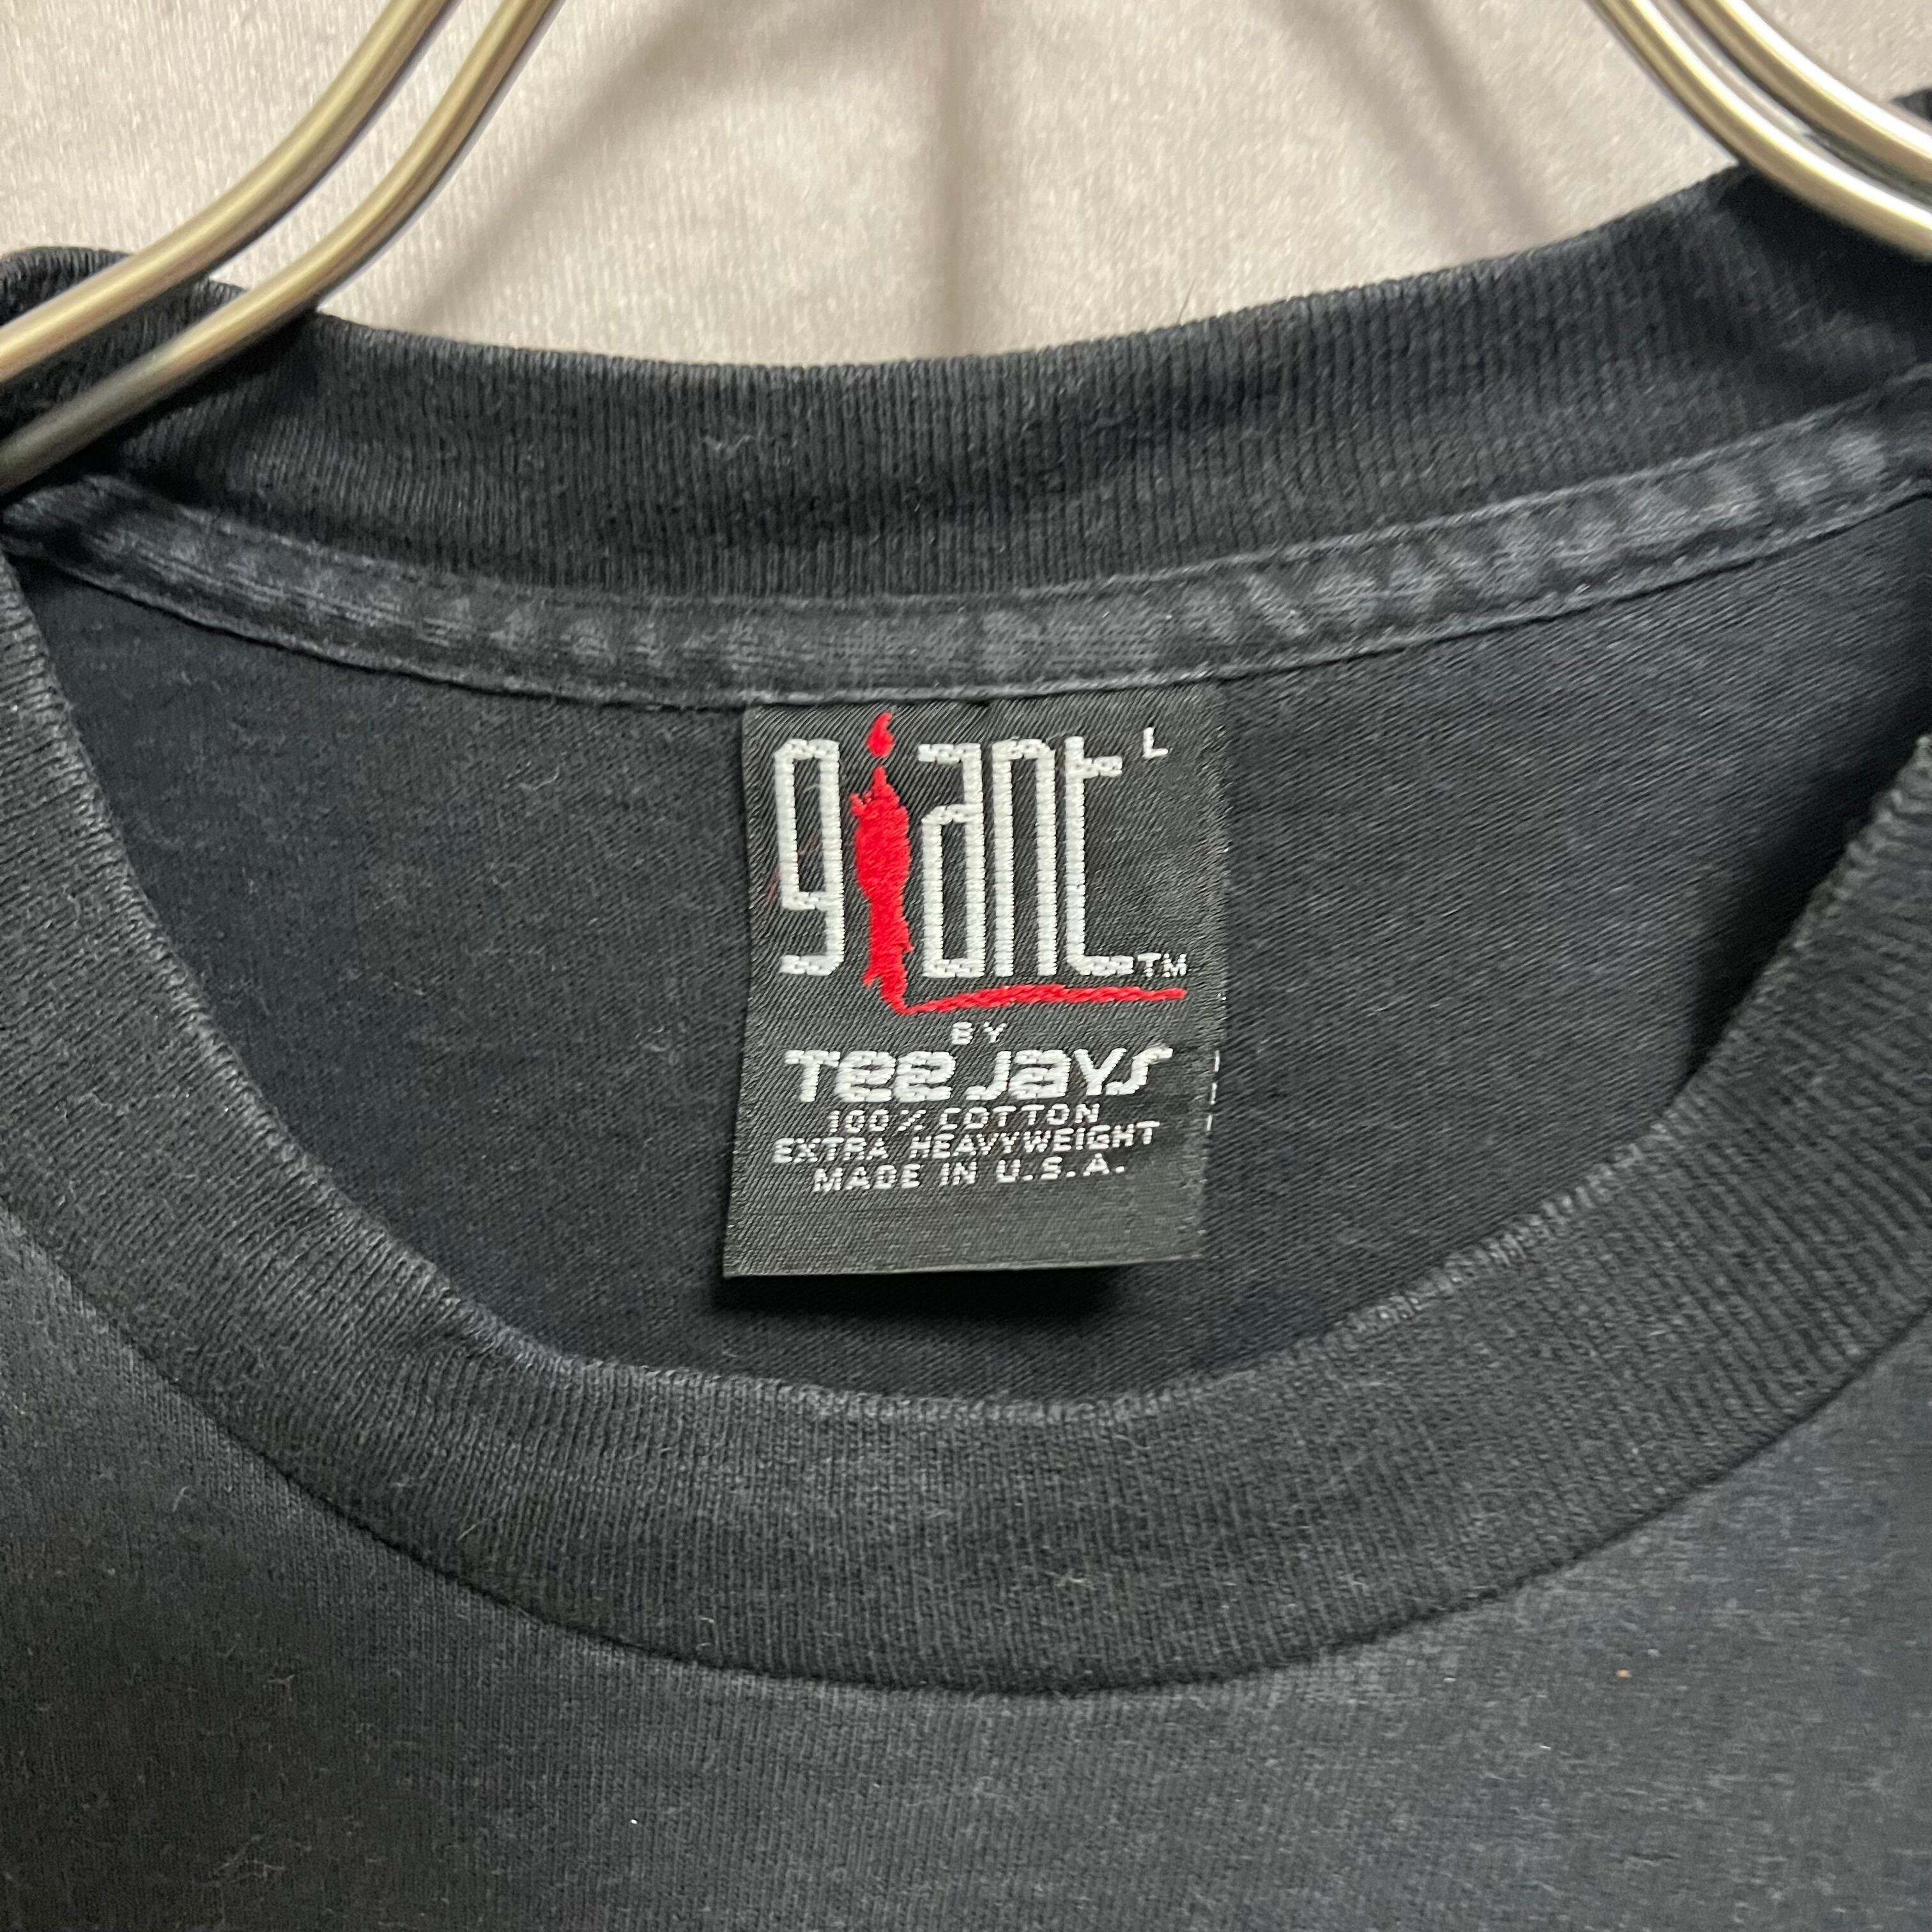 giant L
TM
BY
Tee Jays
100% COTTON
EXTRA HEAVYWEIGHT
MADE IN U.S.A.